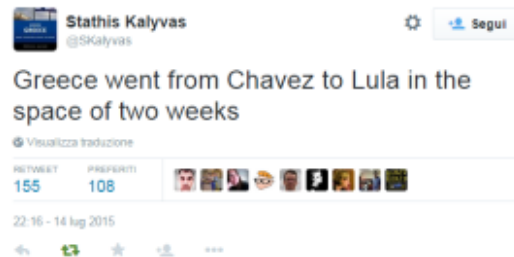 Stathis Kalyvas
@SKalyvas
Segui
Greece went from Chavez to Lula in the
space of two weeks
Visualizza traduzione
RETWEET PREFERITI
155 108
22:16 - 14 lug 2015